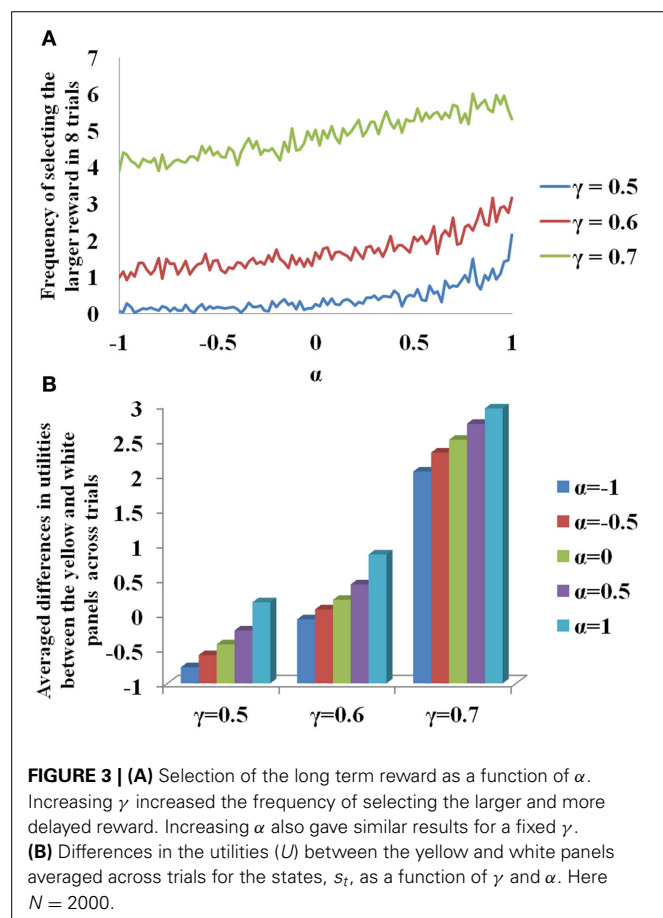 A
Frequency of selecting the
larger reward in 8 trials
7
6
5
4
3
2
1
0
-1
-0.5
0
0.5
1
α
γ = 0.5
γ = 0.6
γ = 0.7
B
Averaged differences in utilities
between the yellow and white
panels across trials
3
2.5
2
1.5
1
0.5
0
-0.5
-1
γ=0.5
γ=0.6
γ=0.7
α=-1
α=-0.5
α=0
α=0.5
α=1
FIGURE 3 | (A) Selection of the long term reward as a function of α.
Increasing γ increased the frequency of selecting the larger and more
delayed reward. Increasing α also gave similar results for a fixed γ.
(B) Differences in the utilities (U) between the yellow and white panels
averaged across trials for the states, sₜ, as a function of γ and α. Here
N = 2000.